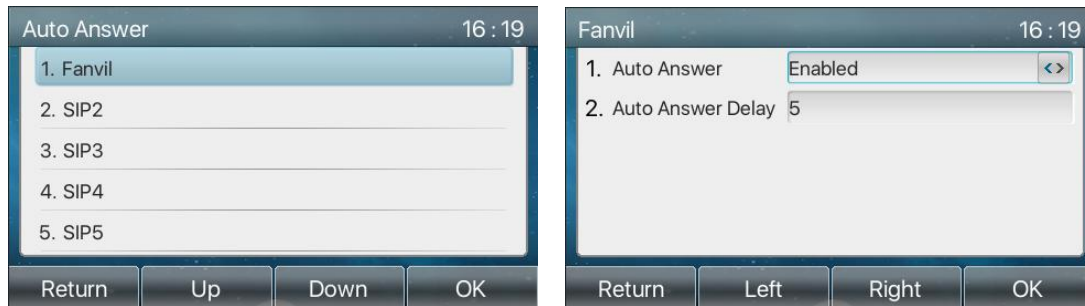 Auto Answer 16 : 19
1. Fanvil
2. SIP2
3. SIP3
4. SIP4
5. SIP5
Return Up Down OK
Fanvil 16 : 19
1. Auto Answer Enabled <>
2. Auto Answer Delay 5
Return Left Right OK